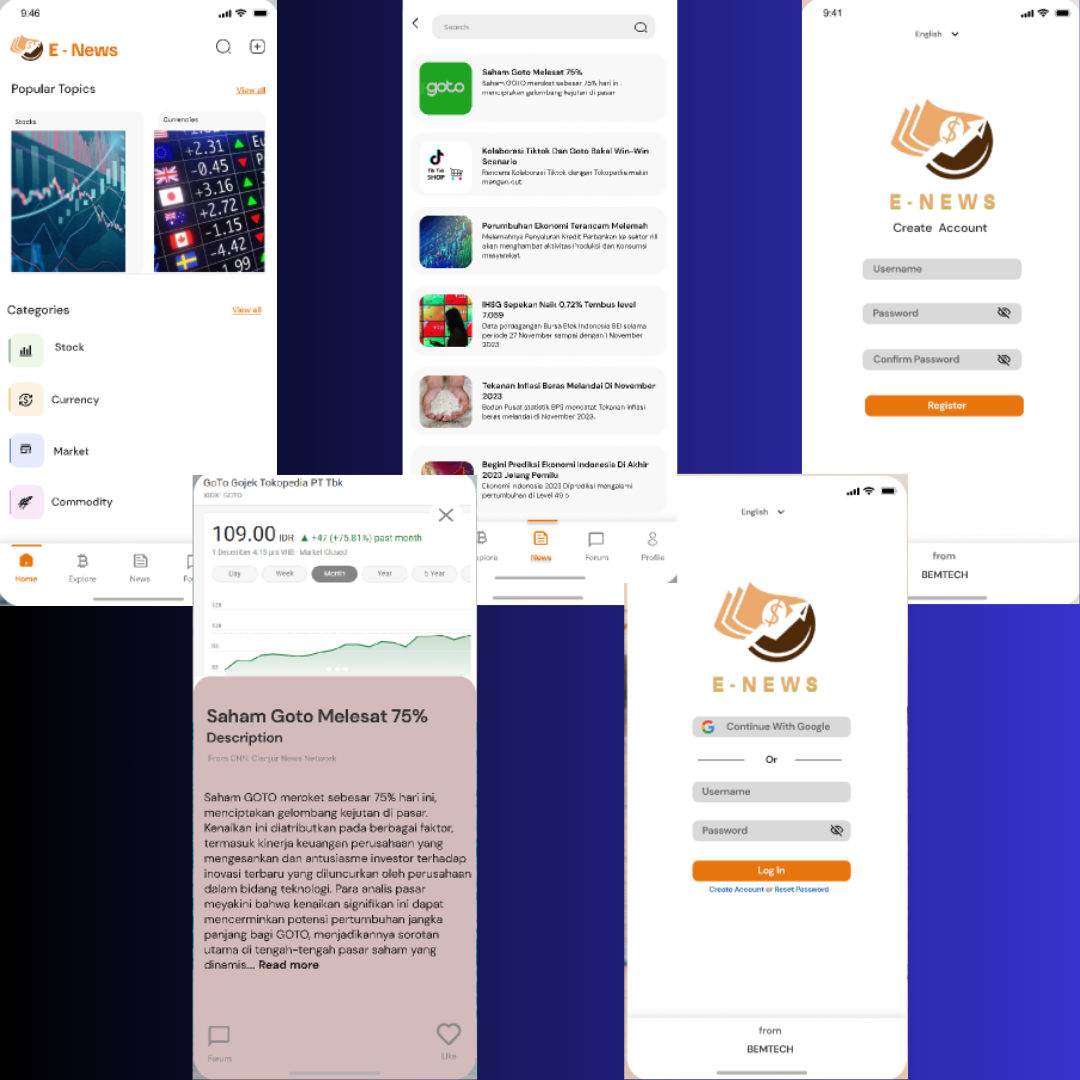 9:46
E - News
Popular Topics
View all
Stocks
Currencies
+2.31
-0.45
+3.16
+2.72
-1.15
-4.42
1.99
Categories
View all
Stock
Currency
Market
Commodity
Home
Explore
News
Search
goto
Saham Goto Melesat 75%
Saham GOTO meroket sebesar 75% hari in ,
menciptakan gelombang kejutan di pasar
Tik Tok
SHOP
Kolaborasi Tiktok Dan Goto Bakal Win-Win
Scenario
Rencana Kolaborasi Tiktok dengan Tokopedia makin
Perumbuhan Ekonomi Terancam Melemah
Melemahnya Penyaluran Kredit Perbankan ke sektor riil
akan menghambat aktivitas Produksi dan Konsumsi
masyarakat.
IHSG Sepekan Naik 0,72% Tembus level
7.059
Data perdagangan Bursa Efek Indonesia BEI selama
periode 27 November sampai dengan 1 November
2023
Tekanan Inflasi Beras Melandai Di November
2023
Badan Pusat statistik BPS mencatat Tekanan inflasi
beras melandai di November 2023.
Begini Prediksi Ekonomi Indonesia Di Akhir
2023 Jelang Pemilu
Ekonomi Indonesia 2023 Diprediksi mengalami
pertumbuhan di Level 49 b
plore
News
Forum
Profile
9:41
English
E-NEWS
Create Account
Username
Password
Confirm Password
Register
from
BEMTECH
GoTo Gojek Tokopedia PT Tbk
IDX: GOTO
109.00 IDR ▲ +47 (+75.81%) past month
1 December 4.15 pm WIB · Market Closed
Day
Week
Month
Year
5 Year
Saham Goto Melesat 75%
Description
From CNN. Cianjur News Network
Saham GOTO meroket sebesar 75% hari ini,
menciptakan gelombang kejutan di pasar.
Kenaikan ini diatributkan pada berbagai faktor,
termasuk kinerja keuangan perusahaan yang
mengesankan dan antusiasme investor terhadap
inovasi terbaru yang diluncurkan oleh perusahaan
dalam bidang teknologi. Para analis pasar
meyakini bahwa kenaikan signifikan ini dapat
mencerminkan potensi pertumbuhan jangka
panjang bagi GOTO, menjadikannya sorotan
utama di tengah-tengah pasar saham yang
dinamis... Read more
Forum
Like
English
E-NEWS
Continue With Google
Or
Username
Password
Log In
Create Account or Reset Password
from
BEMTECH